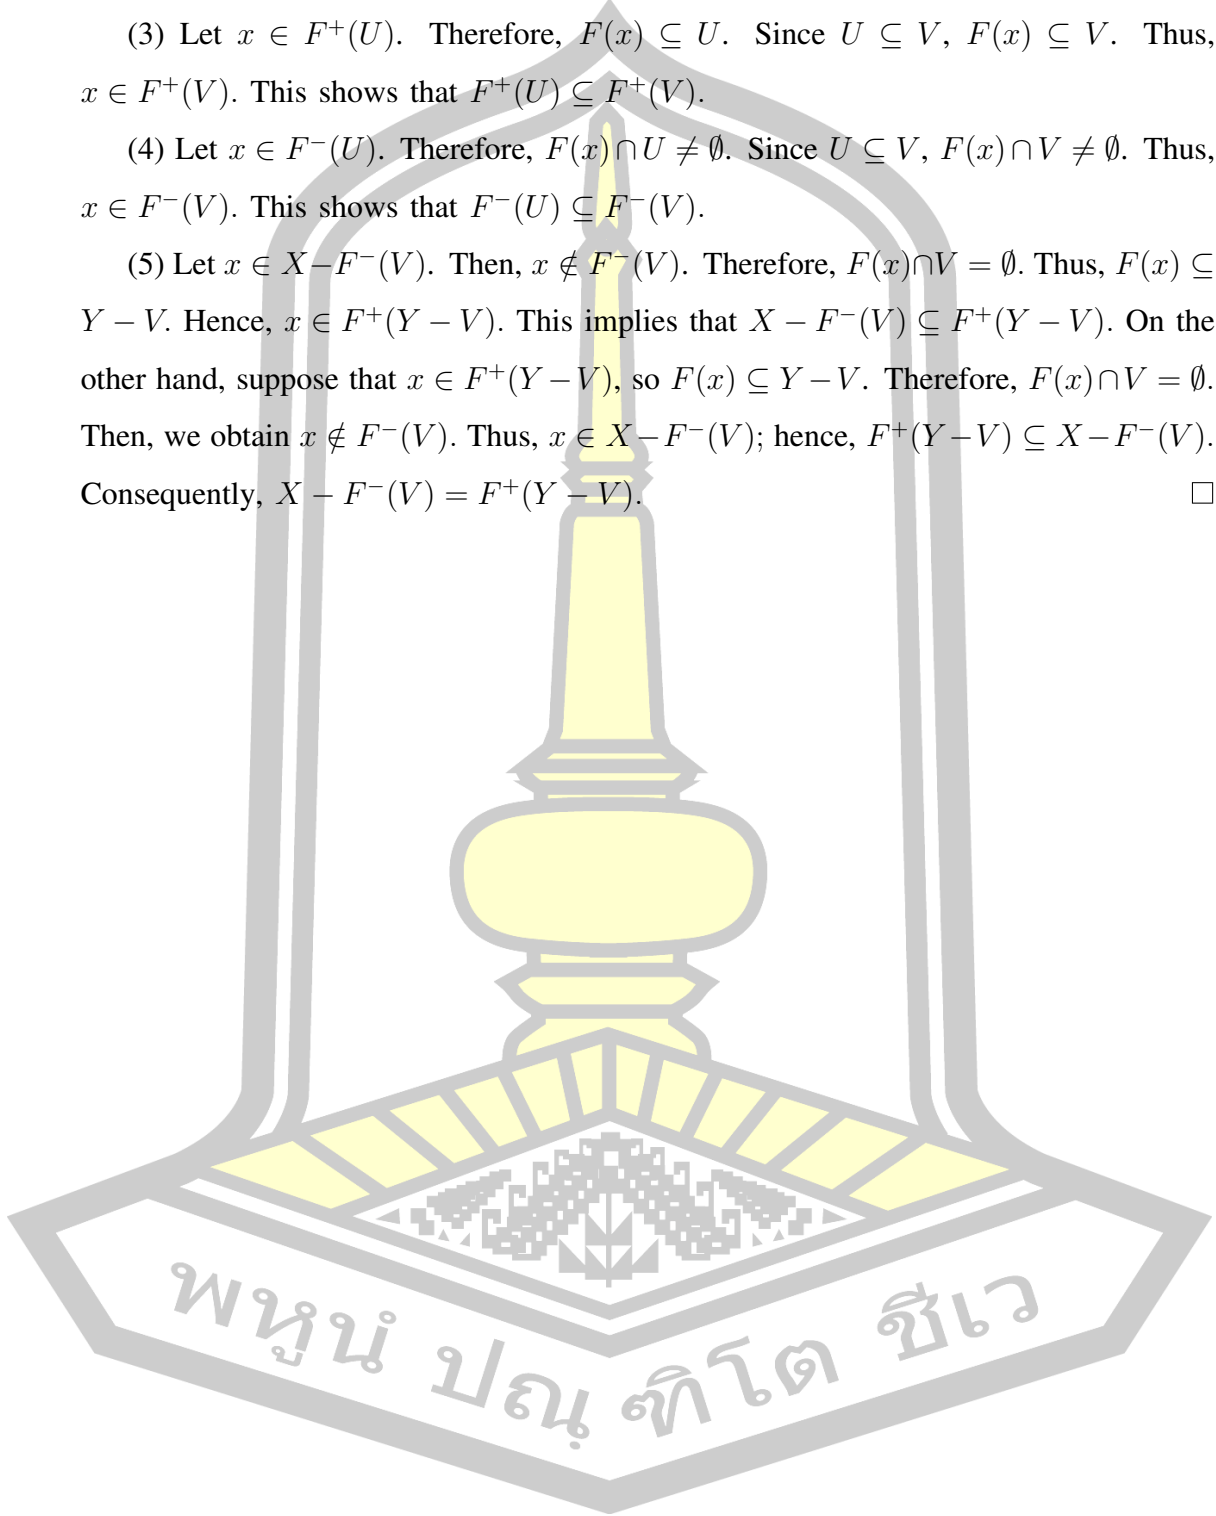 (3) Let x ∈ F⁺(U). Therefore, F(x) ⊆ U. Since U ⊆ V, F(x) ⊆ V. Thus,
x ∈ F⁺(V). This shows that F⁺(U) ⊆ F⁺(V).
(4) Let x ∈ F⁻(U). Therefore, F(x) ∩ U ≠ ∅. Since U ⊆ V, F(x) ∩ V ≠ ∅. Thus,
x ∈ F⁻(V). This shows that F⁻(U) ⊆ F⁻(V).
(5) Let x ∈ X − F⁻(V). Then, x ∉ F⁻(V). Therefore, F(x) ∩ V = ∅. Thus, F(x) ⊆
Y − V. Hence, x ∈ F⁺(Y − V). This implies that X − F⁻(V) ⊆ F⁺(Y − V). On the
other hand, suppose that x ∈ F⁺(Y − V), so F(x) ⊆ Y − V. Therefore, F(x) ∩ V = ∅.
Then, we obtain x ∉ F⁻(V). Thus, x ∈ X − F⁻(V); hence, F⁺(Y − V) ⊆ X − F⁻(V).
Consequently, X − F⁻(V) = F⁺(Y − V). □
พหูนํ ปณฺฑิโต ชีเว